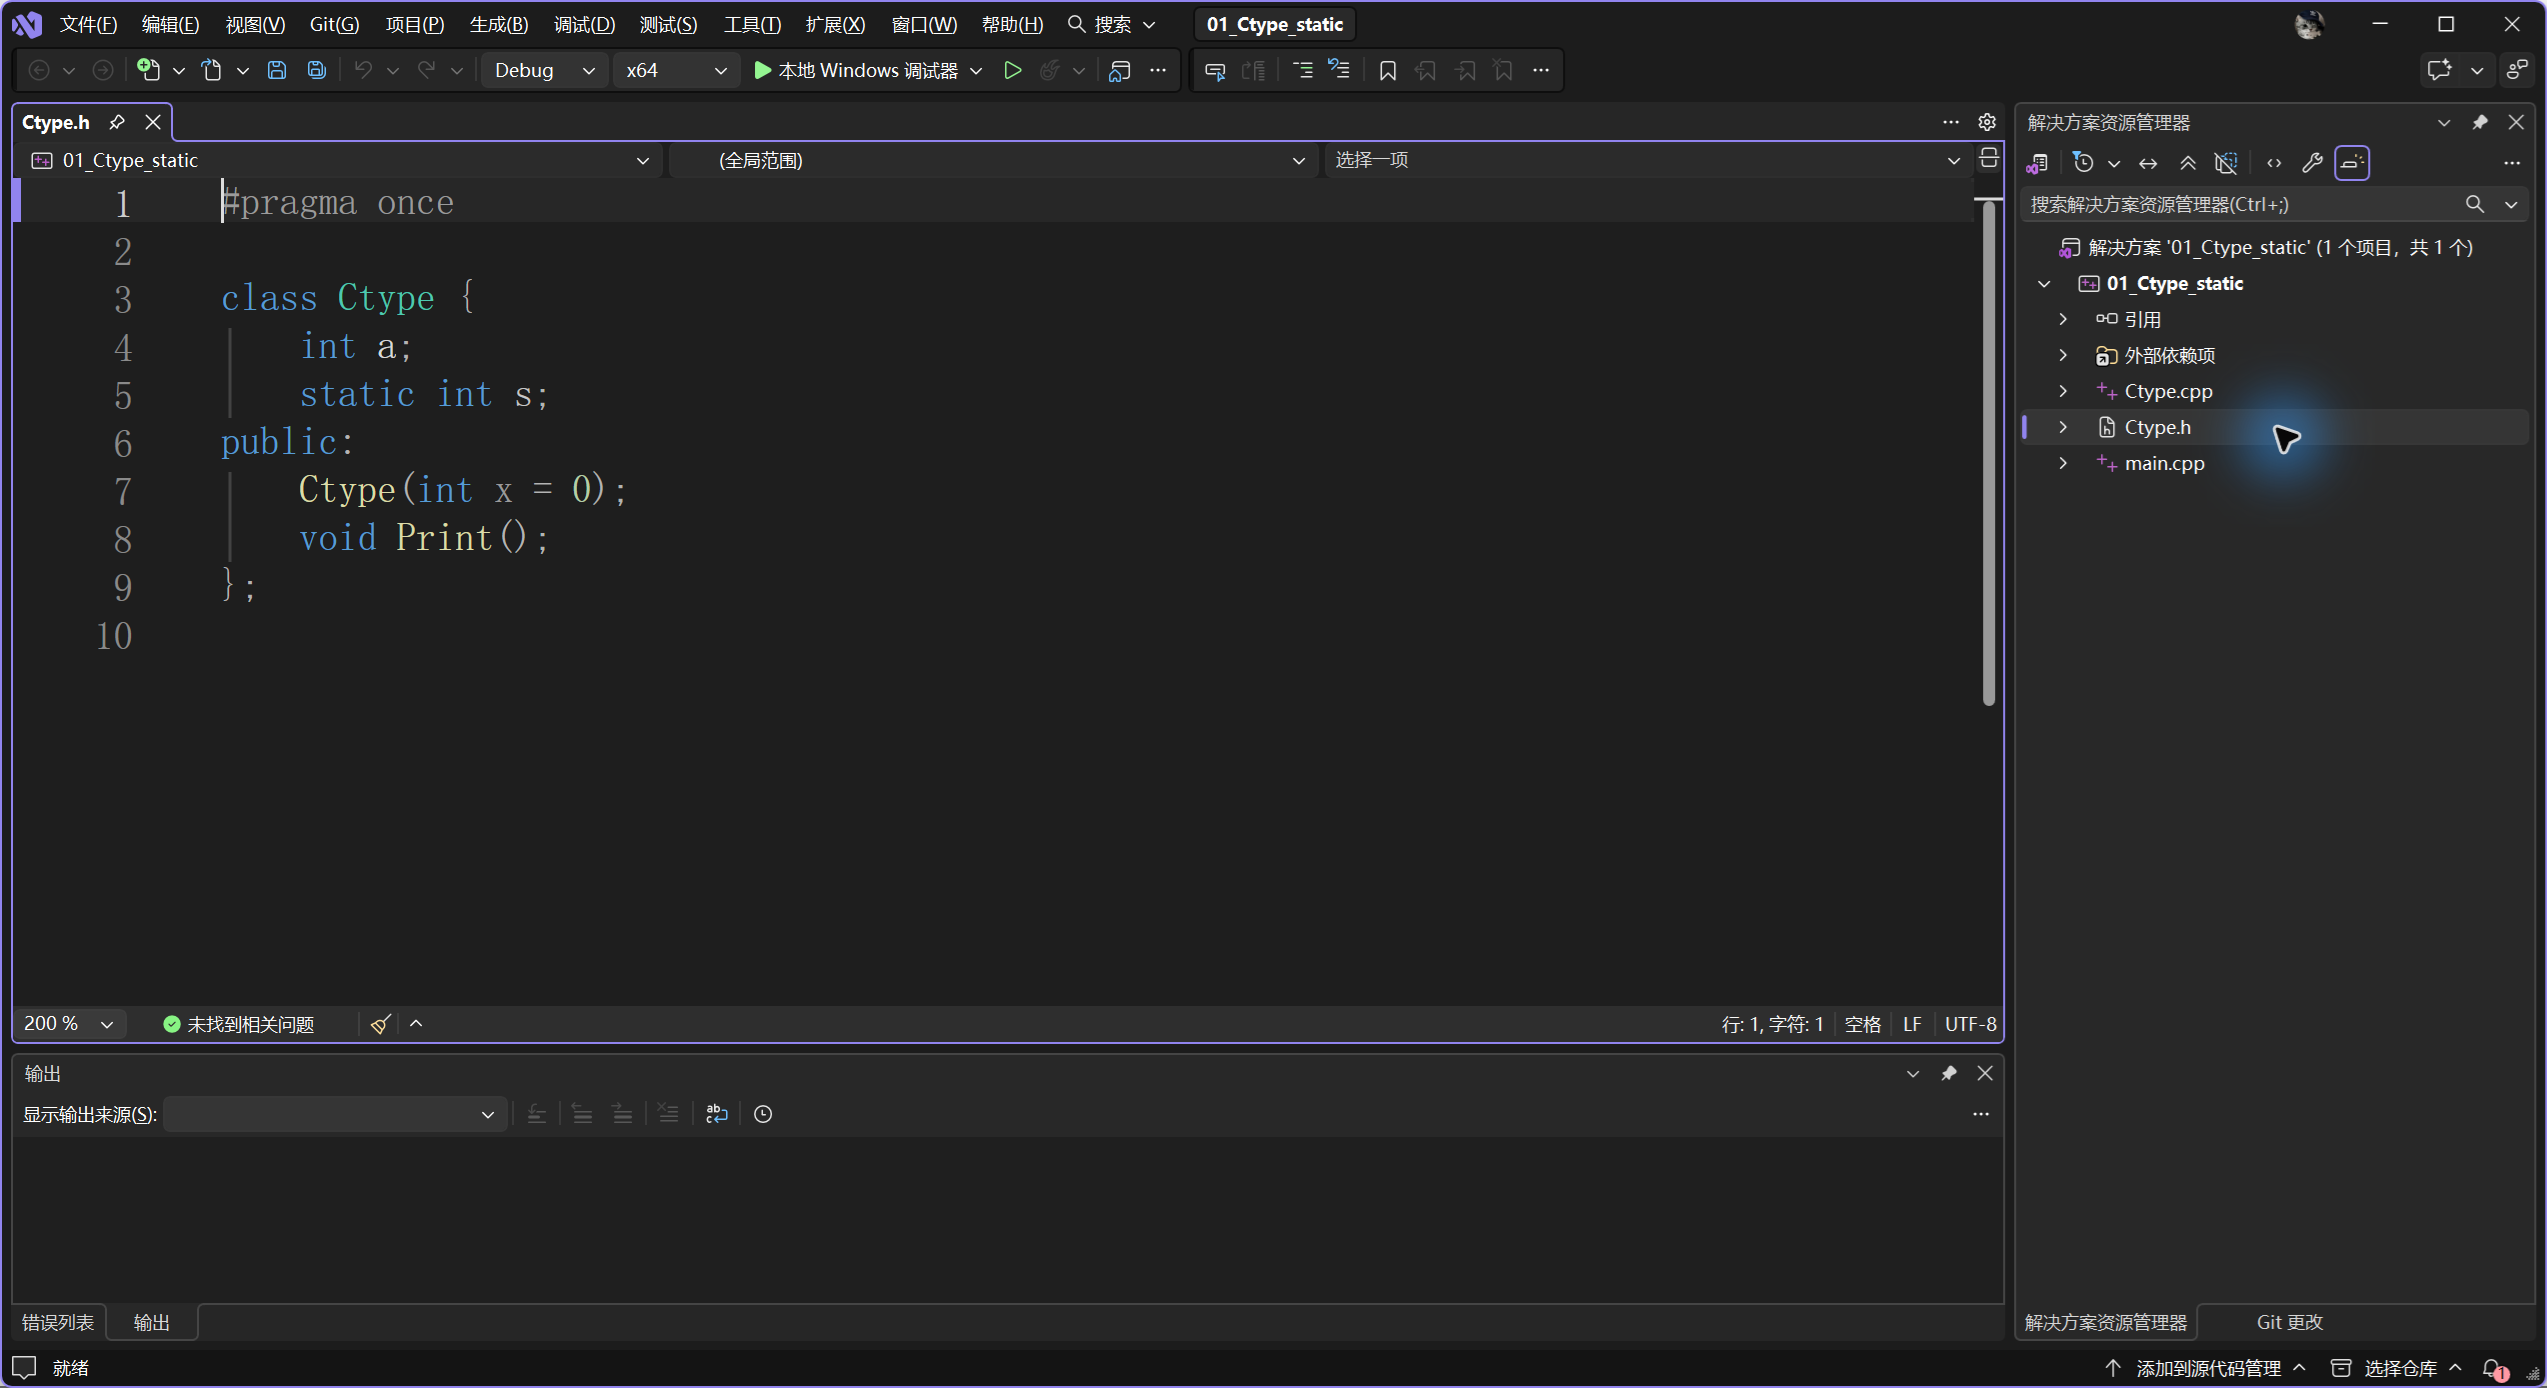 文件(F) 编辑(E) 视图(V) Git(G) 项目(P) 生成(B) 调试(D) 测试(S) 工具(T) 扩展(X) 窗口(W) 帮助(H) 搜索 01_Ctype_static
Debug x64 本地 Windows 调试器
Ctype.h
01_Ctype_static (全局范围) 选择一项
1 #pragma once
2
3 class Ctype {
4 int a;
5 static int s;
6 public:
7 Ctype(int x = 0);
8 void Print();
9 };
10
200 % 未找到相关问题 行: 1, 字符: 1 空格 LF UTF-8
输出
显示输出来源(S):
错误列表 输出
解决方案资源管理器
搜索解决方案资源管理器(Ctrl+;)
解决方案 '01_Ctype_static' (1 个项目，共 1 个)
01_Ctype_static
引用
外部依赖项
Ctype.cpp
Ctype.h
main.cpp
解决方案资源管理器 Git 更改
就绪 添加到源代码管理 选择仓库 1